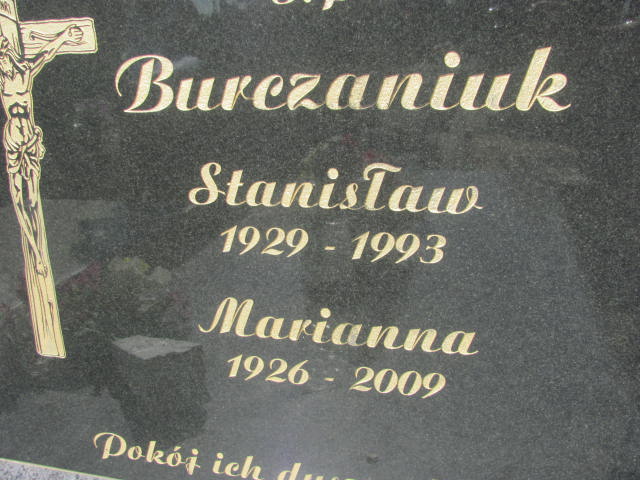 Burczaniuk
Stanisław
1929 - 1993
Marianna
1926 - 2009
Pokój ich